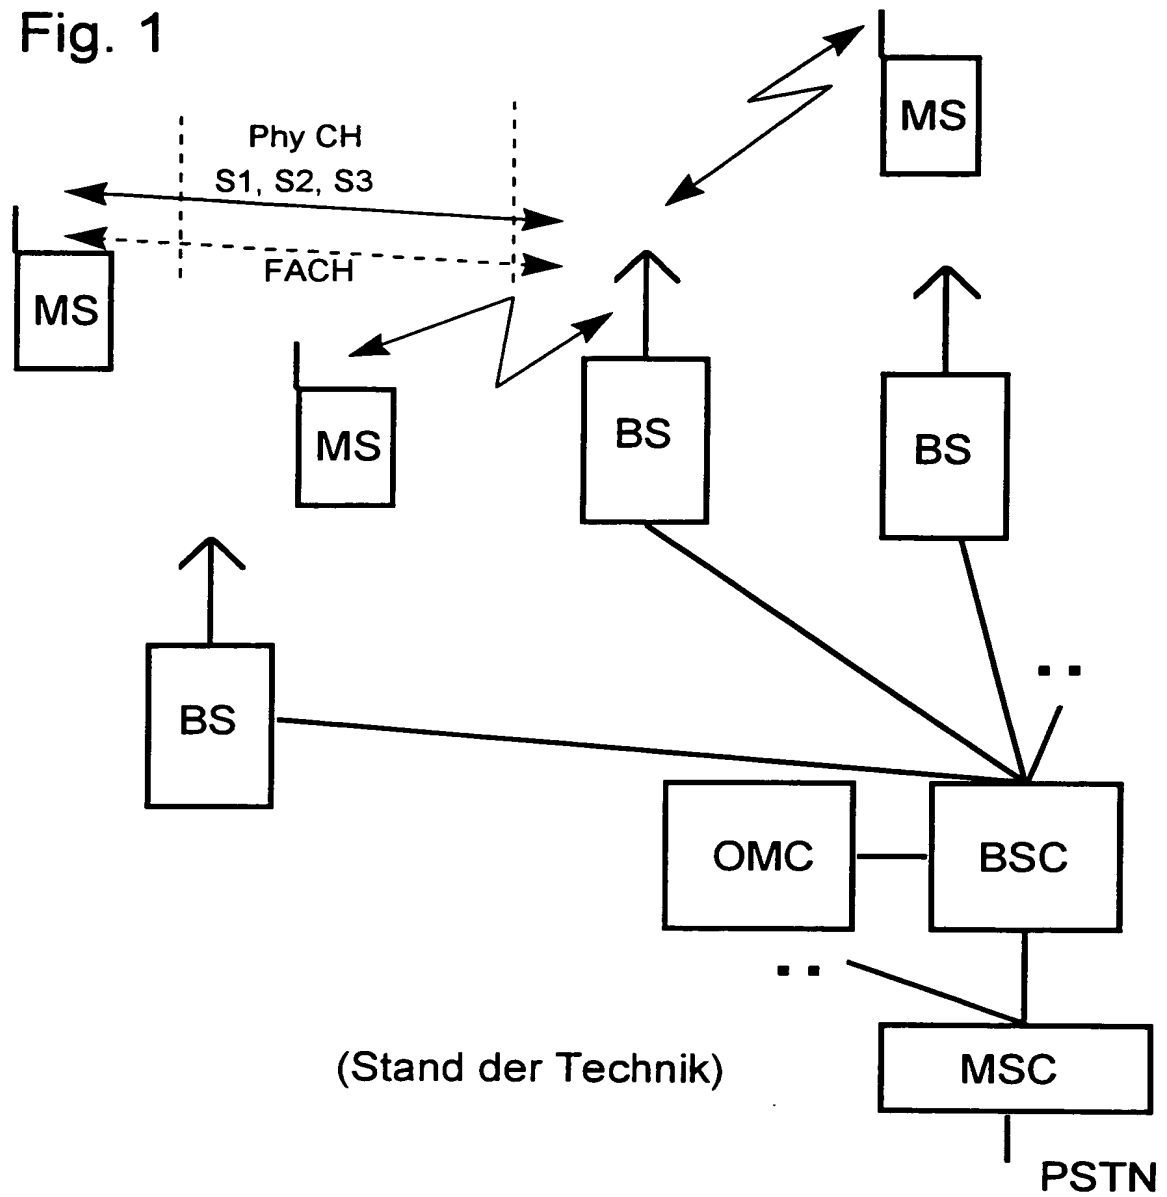 Fig. 1
MS
Phy CH
S1, S2, S3
FACH
MS
MS
BS
BS
BS
OMC
BSC
(Stand der Technik)
MSC
PSTN